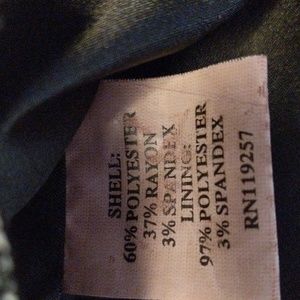 SHELL:
60% POLYESTER
37% RAYON
3% SPANDEX
LINING:
97% POLYESTER
3% SPANDEX
RN119257